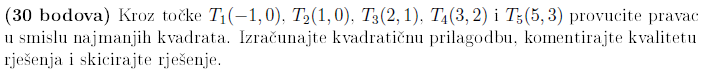 (30 bodova) Kroz točke T₁(−1, 0), T₂(1, 0), T₃(2, 1), T₄(3, 2) i T₅(5, 3) provucite pravac
u smislu najmanjih kvadrata. Izračunajte kvadratičnu prilagodbu, komentirajte kvalitetu
rješenja i skicirajte rješenje.